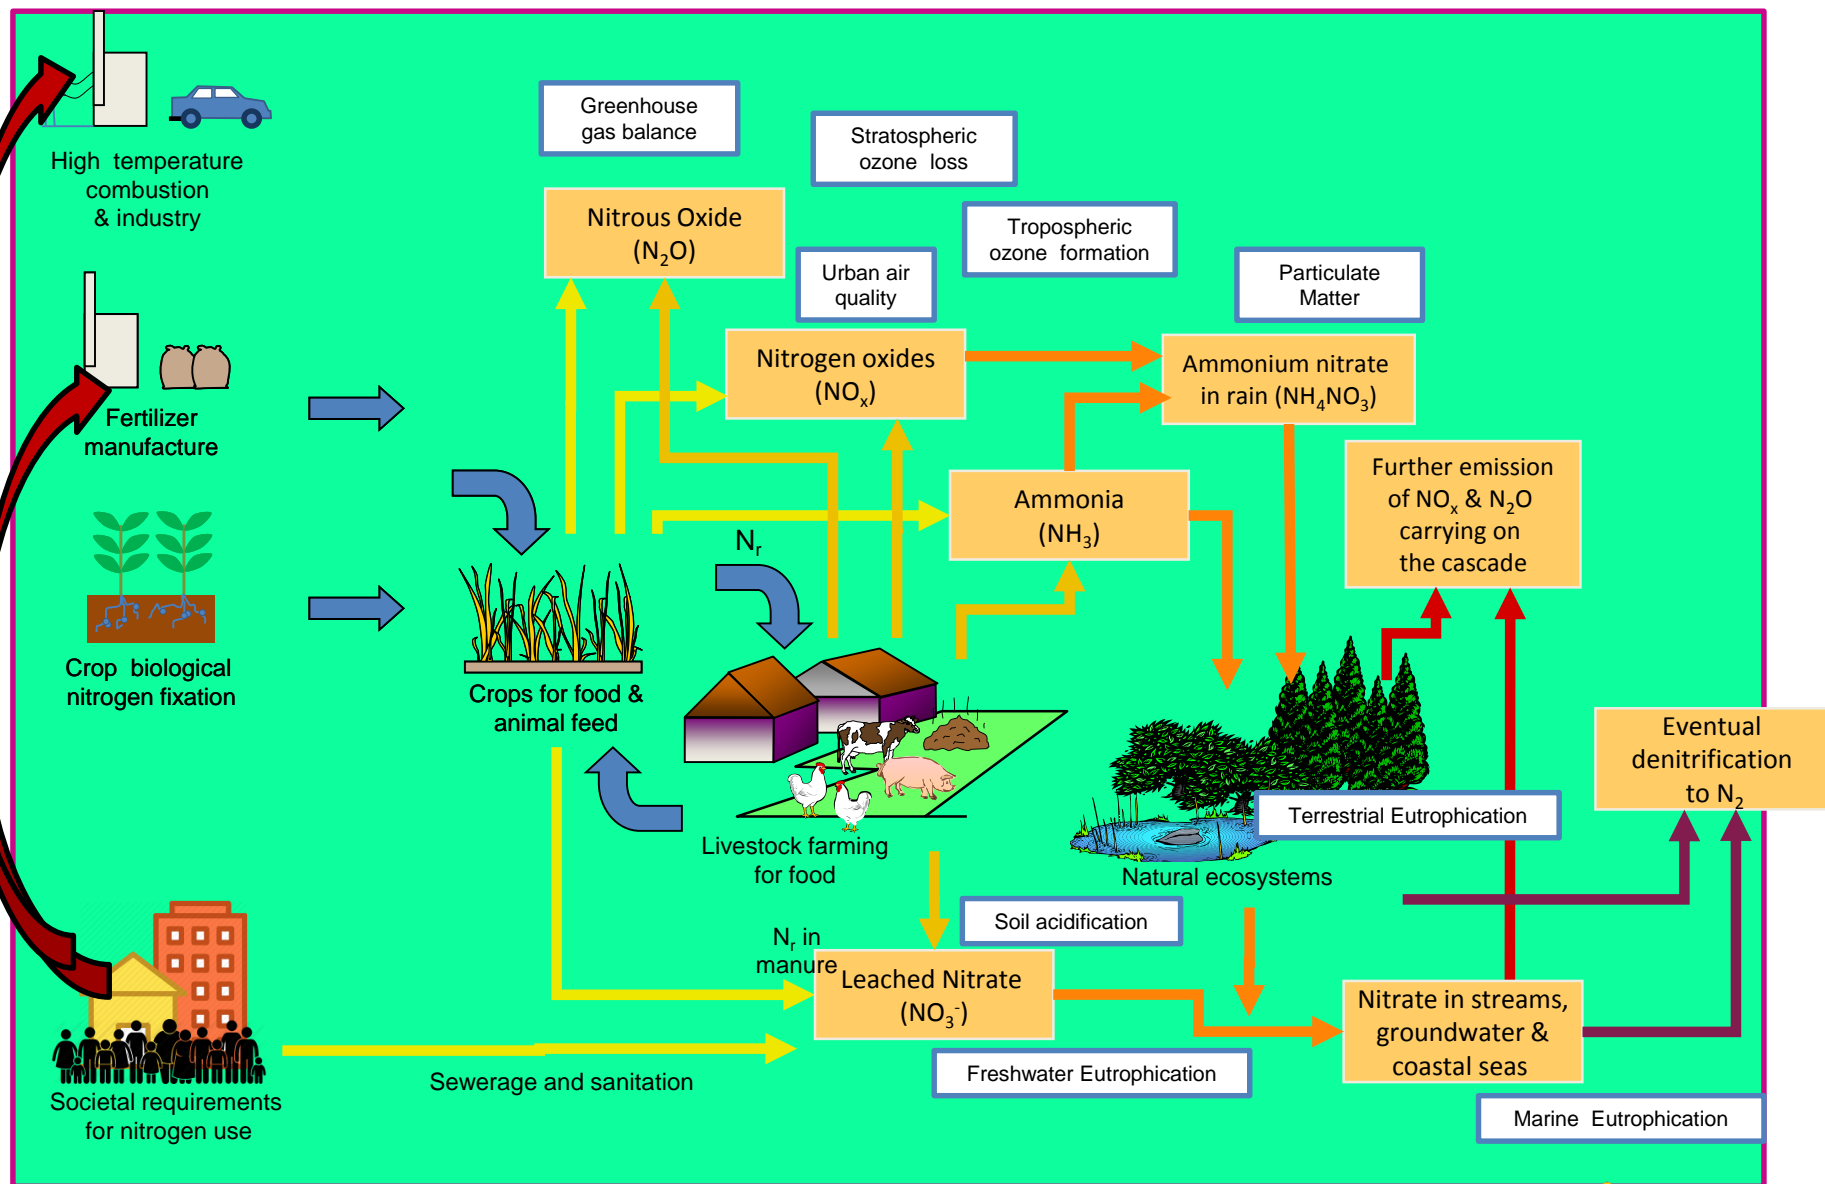 High temperature
combustion
& industry
Fertilizer
manufacture
Crop biological
nitrogen fixation
Societal requirements
for nitrogen use
Greenhouse
gas balance
Stratospheric
ozone loss
Nitrous Oxide
(N₂O)
Tropospheric
ozone formation
Urban air
quality
Particulate
Matter
Nitrogen oxides
(NOₓ)
Ammonium nitrate
in rain (NH₄NO₃)
Ammonia
(NH₃)
Further emission
of NOₓ & N₂O
carrying on
the cascade
Nᵣ
Crops for food &
animal feed
Livestock farming
for food
Natural ecosystems
Terrestrial Eutrophication
Eventual
denitrification
to N₂
Soil acidification
Nᵣ in
manure
Leached Nitrate
(NO₃⁻)
Nitrate in streams,
groundwater &
coastal seas
Sewerage and sanitation
Freshwater Eutrophication
Marine Eutrophication